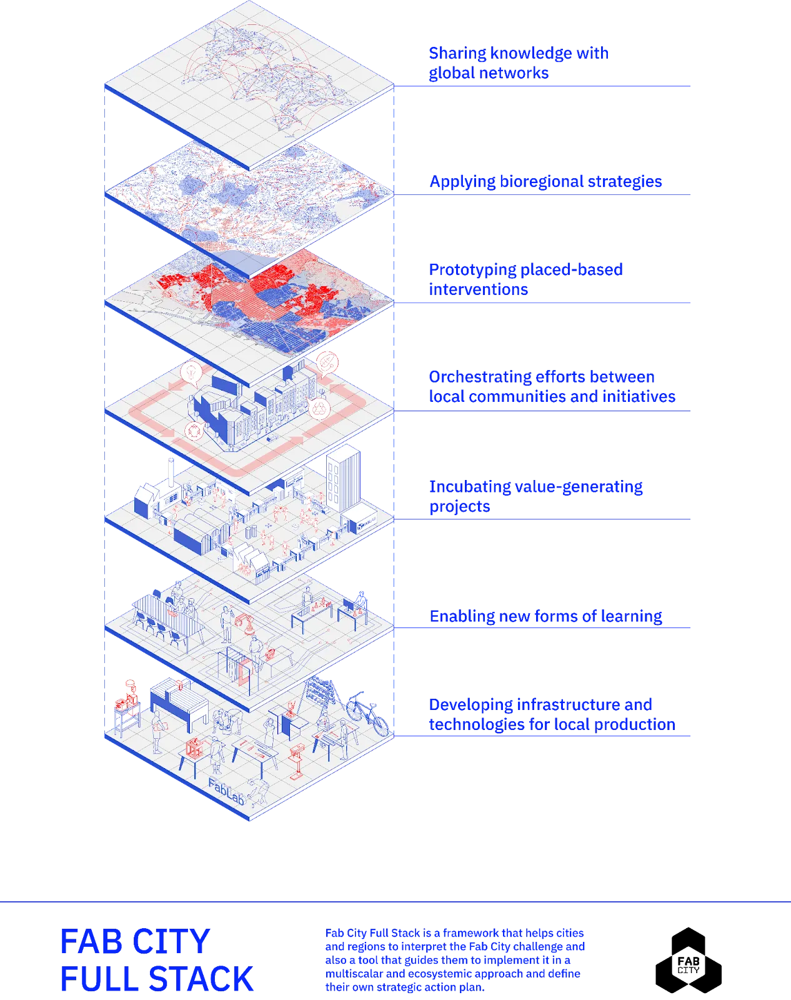 Sharing knowledge with
global networks
Applying bioregional strategies
Prototyping placed-based
interventions
Orchestrating efforts between
local communities and initiatives
Incubating value-generating
projects
Enabling new forms of learning
Developing infrastructure and
technologies for local production
FabLab
FAB CITY
FULL STACK
Fab City Full Stack is a framework that helps cities
and regions to interpret the Fab City challenge and
also a tool that guides them to implement it in a
multiscalar and ecosystemic approach and define
their own strategic action plan.
FAB
CITY